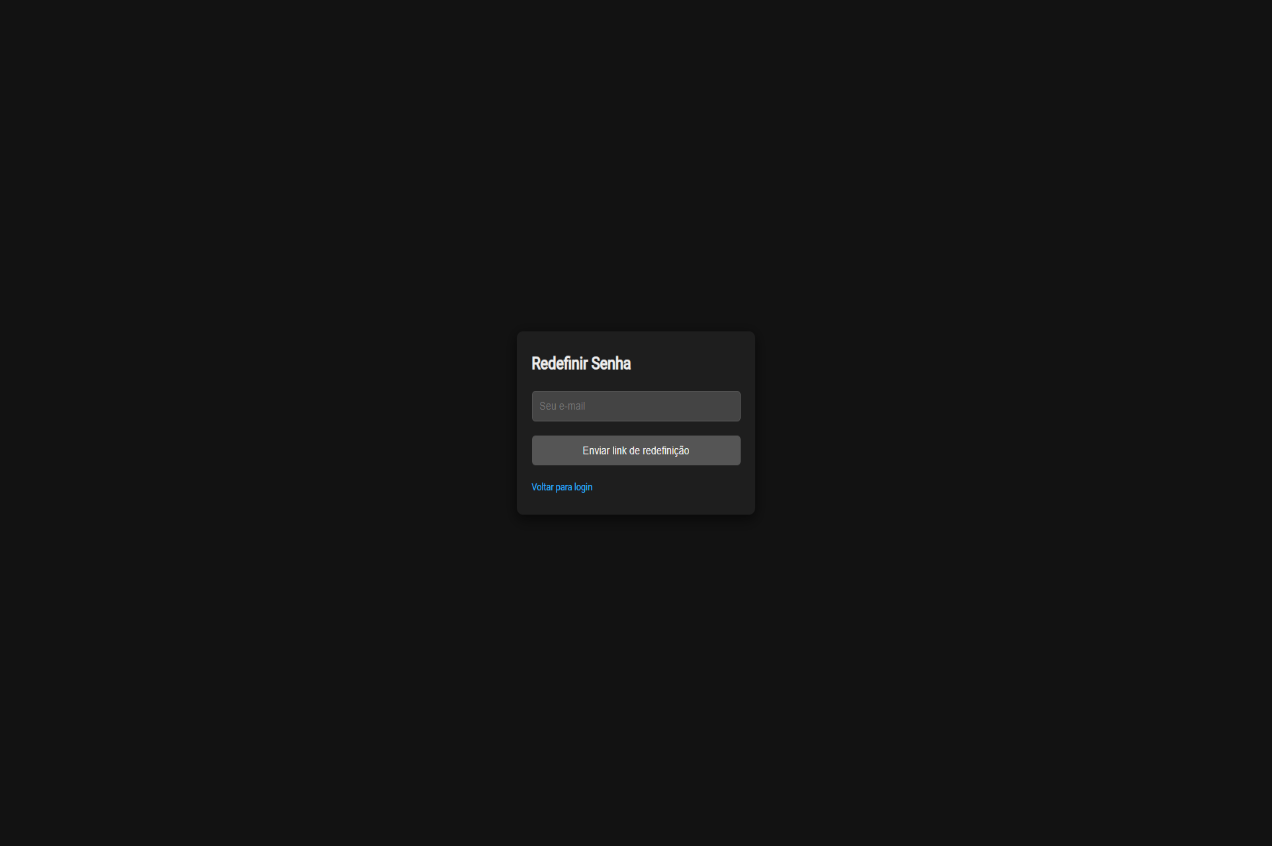 Redefinir Senha
Seu e-mail
Enviar link de redefinição
Voltar para login